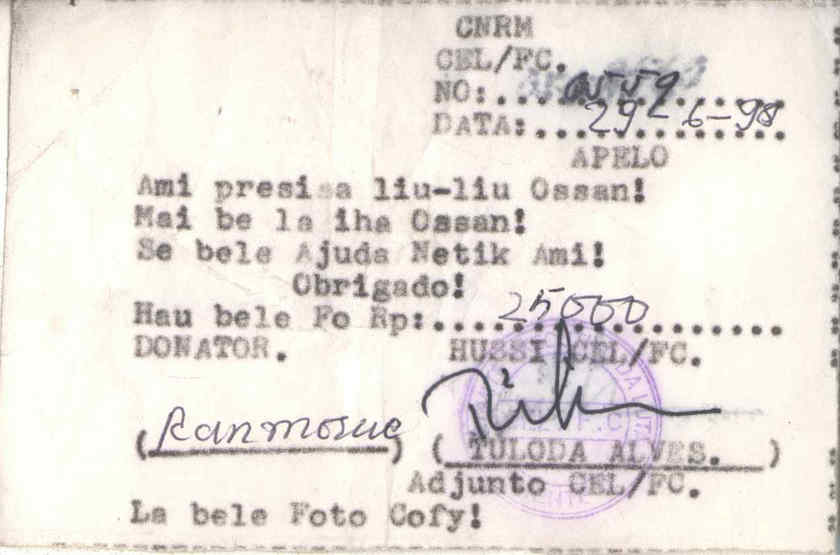 CNRM
CEL/FC.
NO:....0559........
DATA:...29-6-98
APELO
Ami presisa liu-liu Ossan!
Mai be la iha Ossan!
Se bele Ajuda Netik Ami!
Obrigado!
Hau bele Fo Rp:....25000........
DONATOR. HUSSI CEL/FC.
(Ranmosue) ( TULODA ALVES. )
Adjunto CEL/FC.
La bele Foto Cofy!